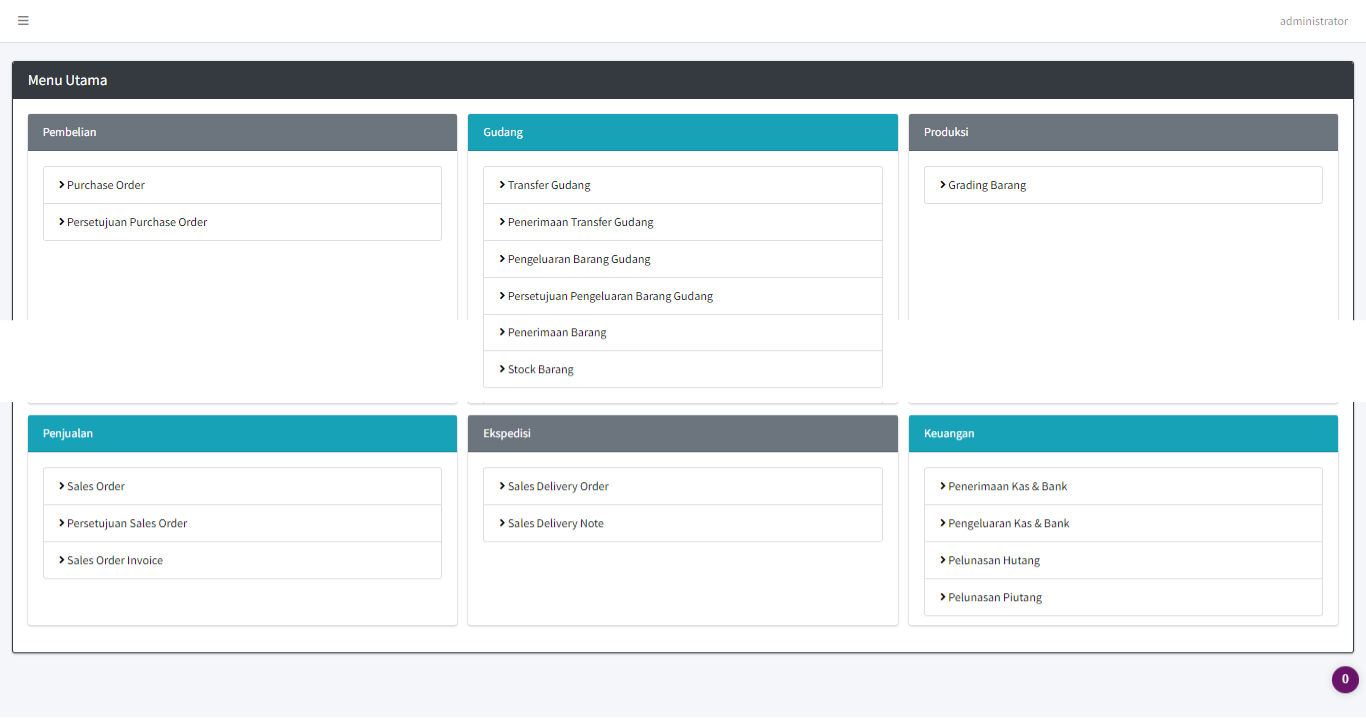 administrator
Menu Utama
Pembelian
Purchase Order
Persetujuan Purchase Order
Gudang
Transfer Gudang
Penerimaan Transfer Gudang
Pengeluaran Barang Gudang
Persetujuan Pengeluaran Barang Gudang
Penerimaan Barang
Stock Barang
Produksi
Grading Barang
Penjualan
Sales Order
Persetujuan Sales Order
Sales Order Invoice
Ekspedisi
Sales Delivery Order
Sales Delivery Note
Keuangan
Penerimaan Kas & Bank
Pengeluaran Kas & Bank
Pelunasan Hutang
Pelunasan Piutang
0